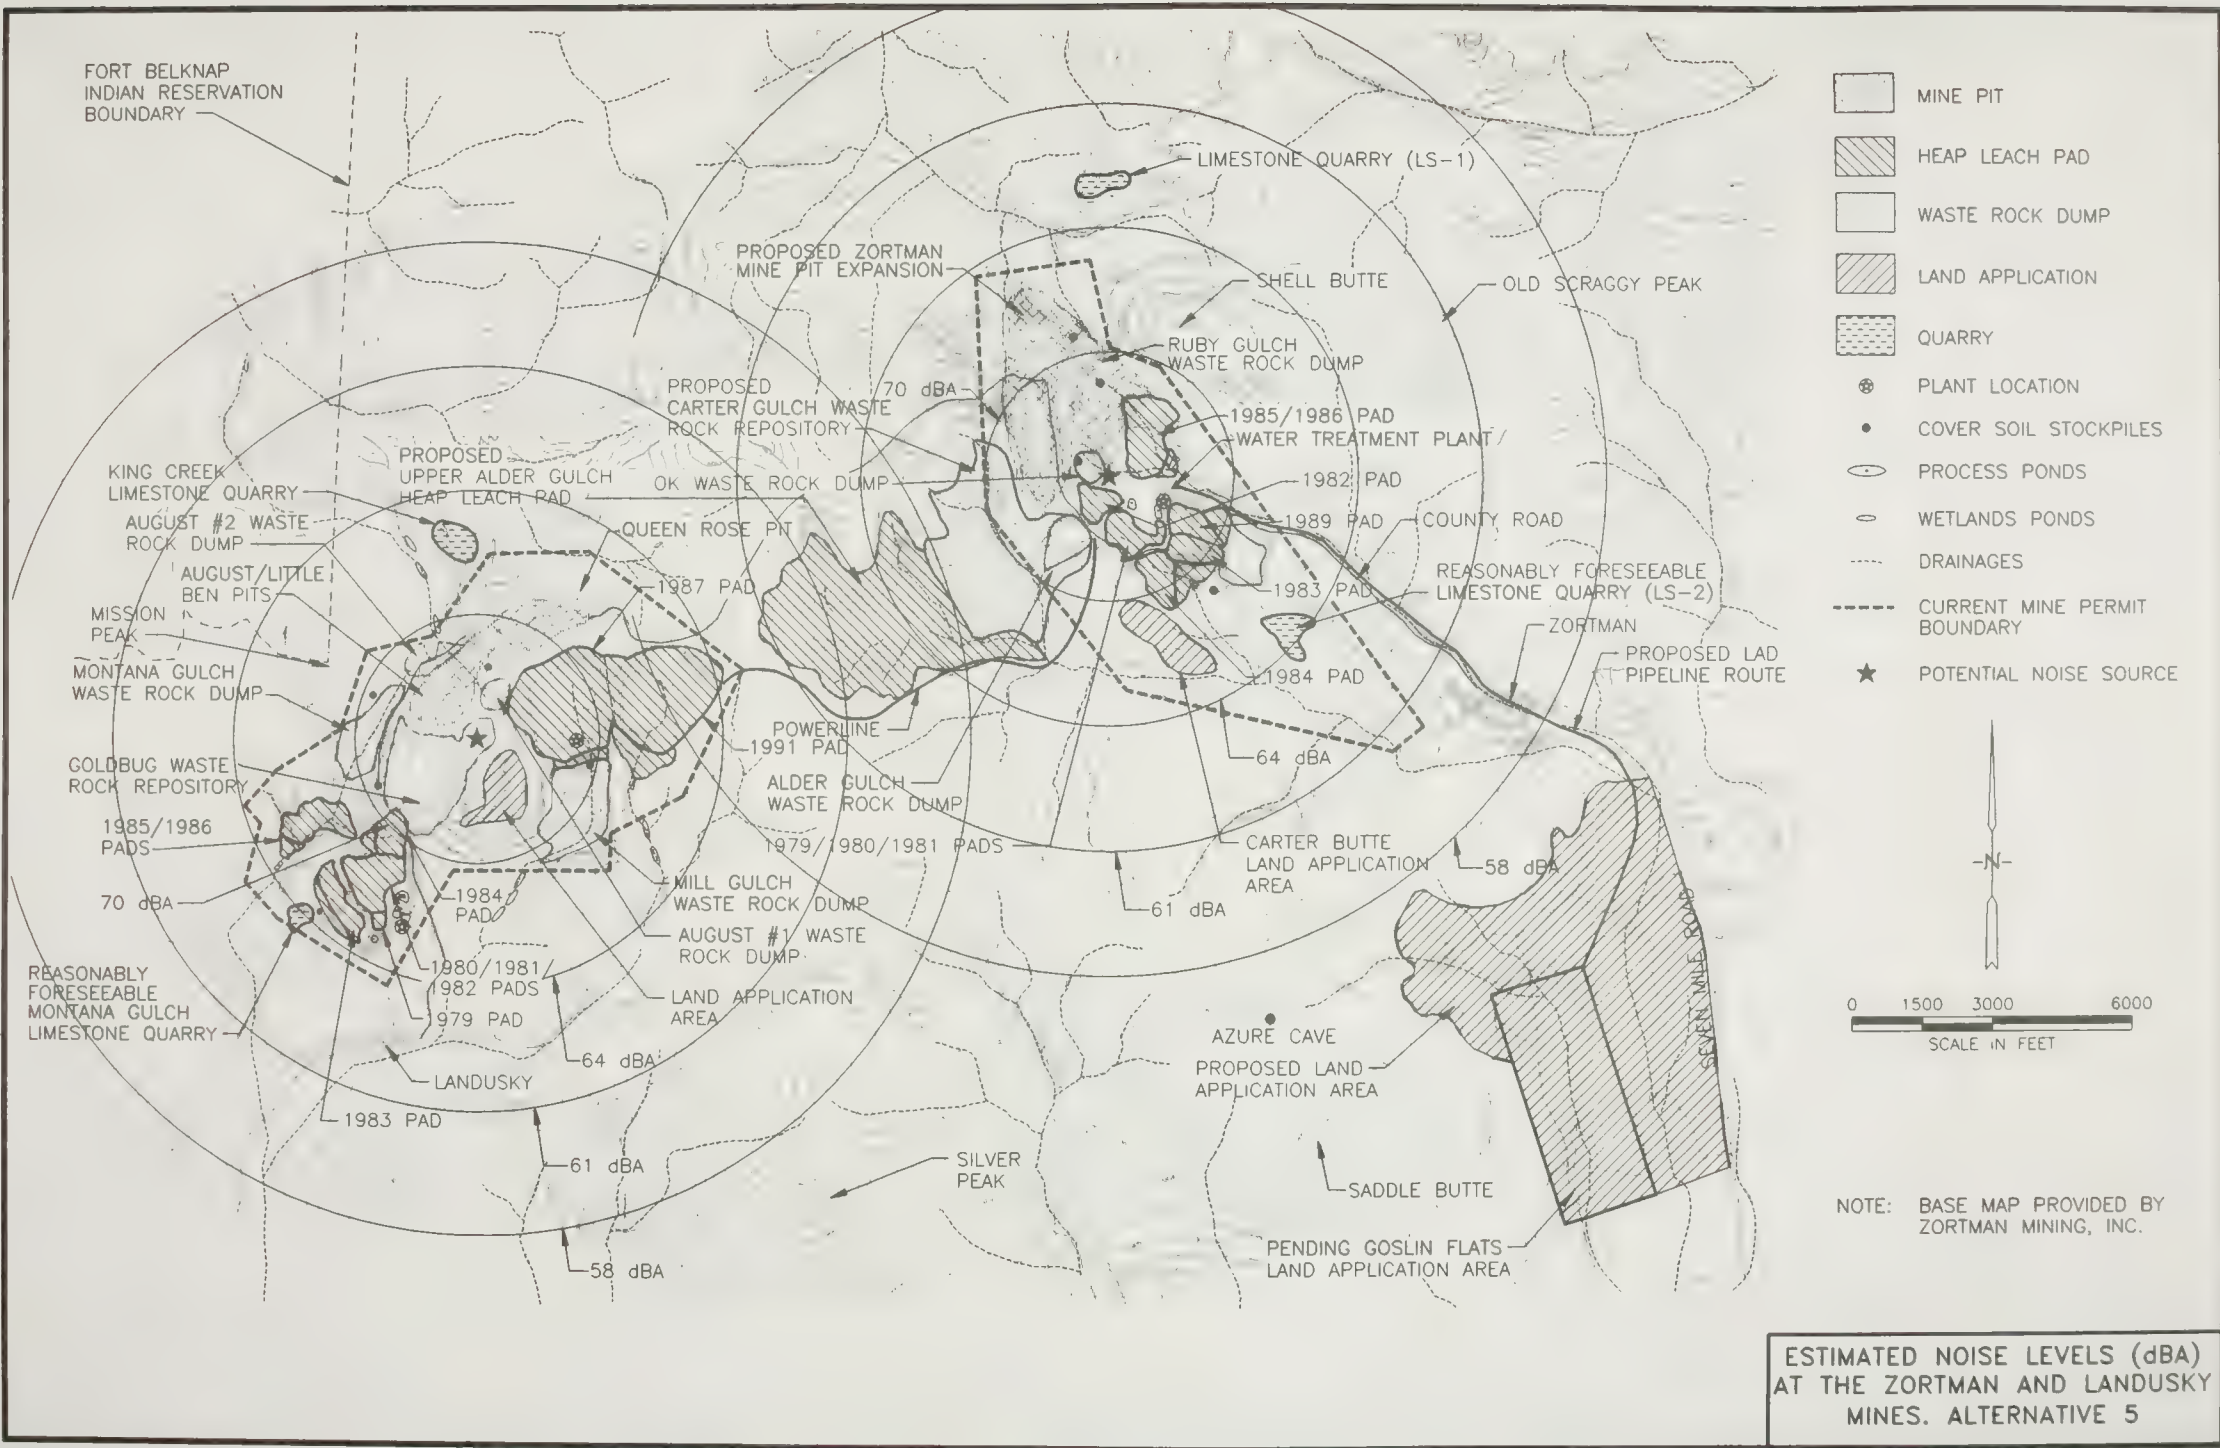 FORT BELKNAP
INDIAN RESERVATION
BOUNDARY
LIMESTONE QUARRY (LS-1)
PROPOSED ZORTMAN
MINE PIT EXPANSION
SHELL BUTTE
OLD SCRAGGY PEAK
RUBY GULCH
WASTE ROCK DUMP
70 dBA
PROPOSED
CARTER GULCH WASTE
ROCK REPOSITORY
1985/1986 PAD
WATER TREATMENT PLANT
PROPOSED
UPPER ALDER GULCH
HEAP LEACH PAD
OK WASTE ROCK DUMP
1982 PAD
KING CREEK
LIMESTONE QUARRY
AUGUST #2 WASTE
ROCK DUMP
QUEEN ROSE PIT
1989 PAD
COUNTY ROAD
AUGUST/LITTLE
BEN PITS
1987 PAD
1983 PAD
REASONABLY FORESEEABLE
LIMESTONE QUARRY (LS-2)
MISSION
PEAK
ZORTMAN
MONTANA GULCH
WASTE ROCK DUMP
1984 PAD
PROPOSED LAD
PIPELINE ROUTE
POWERLINE
1991 PAD
64 dBA
GOLDBUG WASTE
ROCK REPOSITORY
ALDER GULCH
WASTE ROCK DUMP
1985/1986
PADS
1979/1980/1981 PADS
CARTER BUTTE
LAND APPLICATION
AREA
58 dBA
70 dBA
1984
PAD
MILL GULCH
WASTE ROCK DUMP
61 dBA
AUGUST #1 WASTE
ROCK DUMP
SEVEN MILE ROAD
REASONABLY
FORESEEABLE
MONTANA GULCH
LIMESTONE QUARRY
1980/1981/
1982 PADS
1979 PAD
LAND APPLICATION
AREA
64 dBA
LANDUSKY
1983 PAD
AZURE CAVE
PROPOSED LAND
APPLICATION AREA
61 dBA
SILVER
PEAK
SADDLE BUTTE
58 dBA
PENDING GOSLIN FLATS
LAND APPLICATION AREA
MINE PIT
HEAP LEACH PAD
WASTE ROCK DUMP
LAND APPLICATION
QUARRY
PLANT LOCATION
COVER SOIL STOCKPILES
PROCESS PONDS
WETLANDS PONDS
DRAINAGES
CURRENT MINE PERMIT
BOUNDARY
POTENTIAL NOISE SOURCE
-N-
0 1500 3000 6000
SCALE IN FEET
NOTE: BASE MAP PROVIDED BY
ZORTMAN MINING, INC.
ESTIMATED NOISE LEVELS (dBA)
AT THE ZORTMAN AND LANDUSKY
MINES. ALTERNATIVE 5